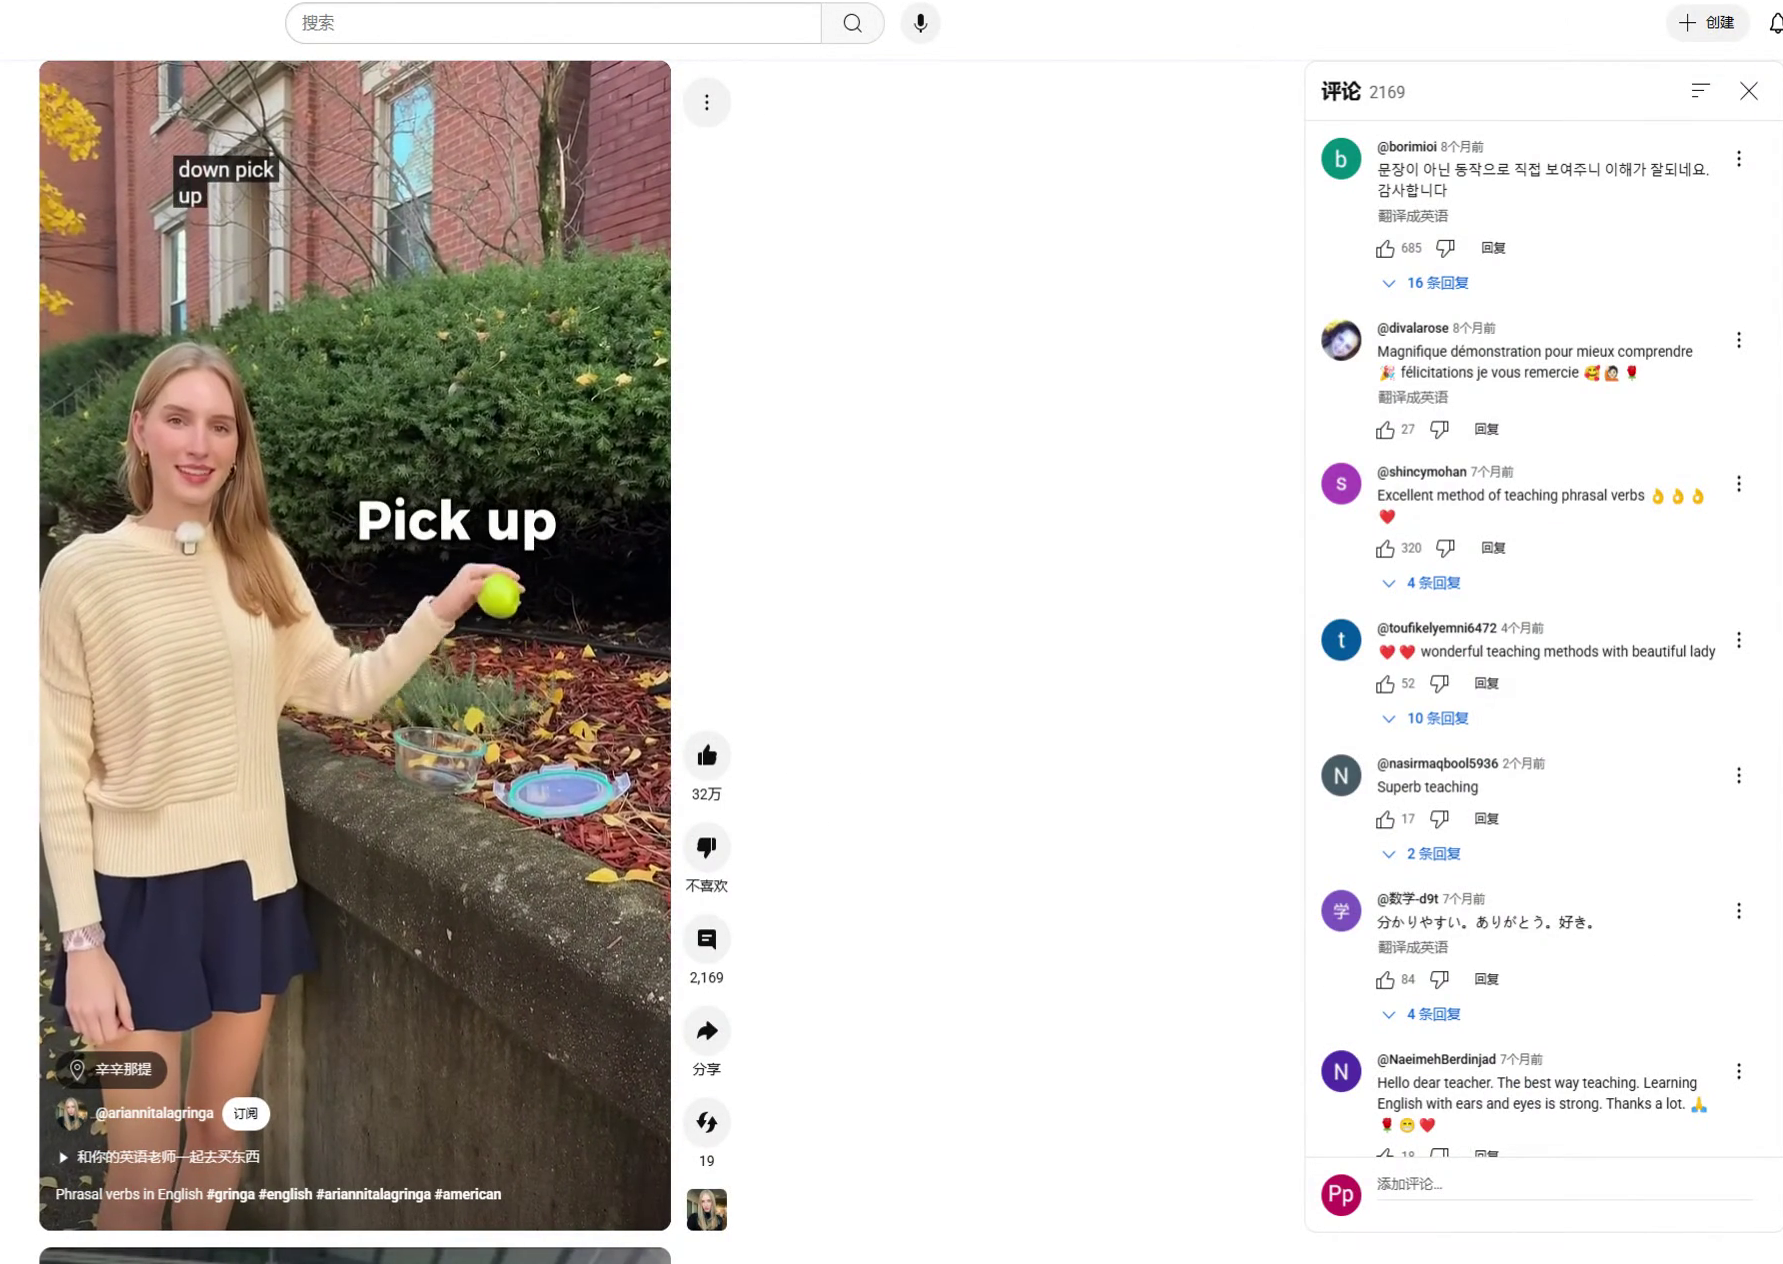 搜索
创建
down pick
up
Pick up
辛辛那提
@ariannitalagringa 订阅
和你的英语老师一起去买东西
Phrasal verbs in English #gringa #english #ariannitalagringa #american
32万
不喜欢
2,169
分享
19
评论 2169
b
@borimioi 8个月前
문장이 아닌 동작으로 직접 보여주니 이해가 잘되네요.
감사합니다
翻译成英语
685 回复
16 条回复
@divalarose 8个月前
Magnifique démonstration pour mieux comprendre
🎉 félicitations je vous remercie 🥰 🙋🏻 🌹
翻译成英语
27 回复
s
@shincymohan 7个月前
Excellent method of teaching phrasal verbs 👌 👌 👌
❤️
320 回复
4 条回复
t
@toufikelyemni6472 4个月前
❤️ ❤️ wonderful teaching methods with beautiful lady
52 回复
10 条回复
N
@nasirmaqbool5936 2个月前
Superb teaching
17 回复
2 条回复
学
@数学-d9t 7个月前
分かりやすい。ありがとう。好き。
翻译成英语
84 回复
4 条回复
N
@NaeimehBerdinjad 7个月前
Hello dear teacher. The best way teaching. Learning
English with ears and eyes is strong. Thanks a lot. 🙏
🌹 😁 ❤️
Pp
添加评论...